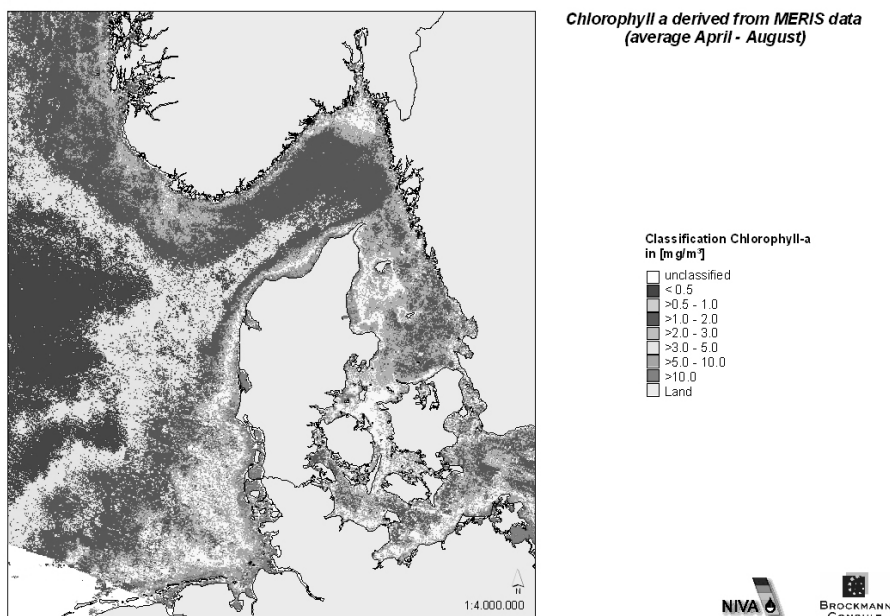 Chlorophyll a derived from MERIS data
(average April - August)
Classification Chlorophyll-a
in [mg/m³]
unclassified
< 0.5
>0.5 - 1.0
>1.0 - 2.0
>2.0 - 3.0
>3.0 - 5.0
>5.0 - 10.0
>10.0
Land
N
1:4.000.000
NIVA
BROCKMANN
CONSULT